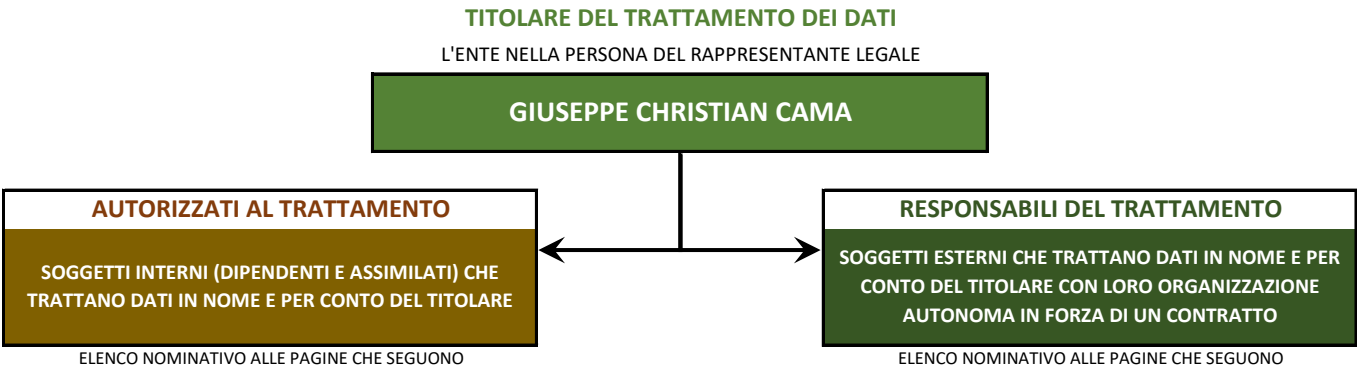 TITOLARE DEL TRATTAMENTO DEI DATI
L'ENTE NELLA PERSONA DEL RAPPRESENTANTE LEGALE
GIUSEPPE CHRISTIAN CAMA
AUTORIZZATI AL TRATTAMENTO
SOGGETTI INTERNI (DIPENDENTI E ASSIMILATI) CHE
TRATTANO DATI IN NOME E PER CONTO DEL TITOLARE
ELENCO NOMINATIVO ALLE PAGINE CHE SEGUONO
RESPONSABILI DEL TRATTAMENTO
SOGGETTI ESTERNI CHE TRATTANO DATI IN NOME E PER
CONTO DEL TITOLARE CON LORO ORGANIZZAZIONE
AUTONOMA IN FORZA DI UN CONTRATTO
ELENCO NOMINATIVO ALLE PAGINE CHE SEGUONO